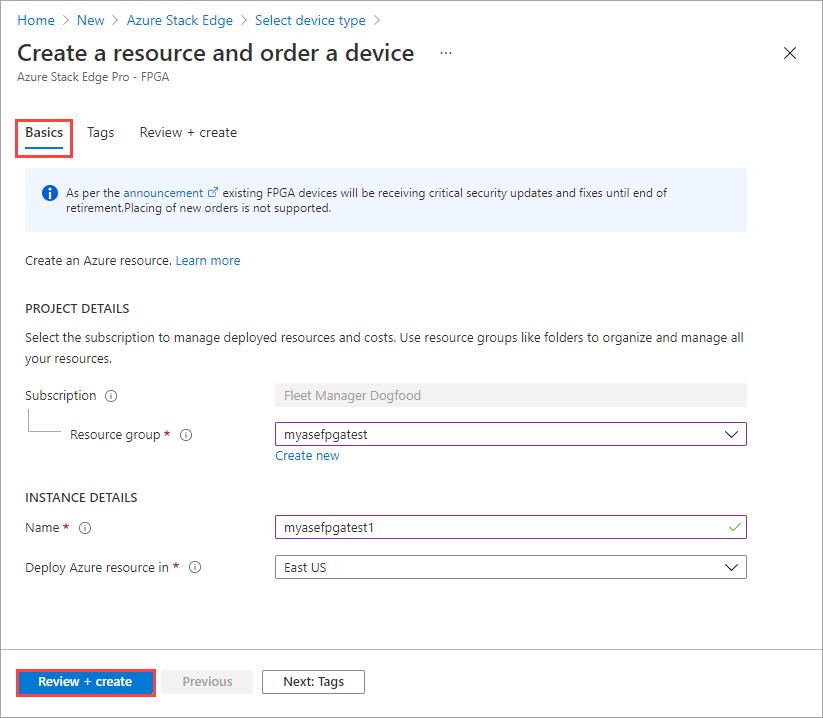 Home > New > Azure Stack Edge > Select device type >
Create a resource and order a device ...
Azure Stack Edge Pro - FPGA
Basics Tags Review + create
As per the announcement existing FPGA devices will be receiving critical security updates and fixes until end of
retirement.Placing of new orders is not supported.
Create an Azure resource. Learn more
PROJECT DETAILS
Select the subscription to manage deployed resources and costs. Use resource groups like folders to organize and manage all
your resources.
Subscription Fleet Manager Dogfood
Resource group * myasefpgatest
Create new
INSTANCE DETAILS
Name * myasefpgatest1
Deploy Azure resource in * East US
Review + create Previous Next: Tags